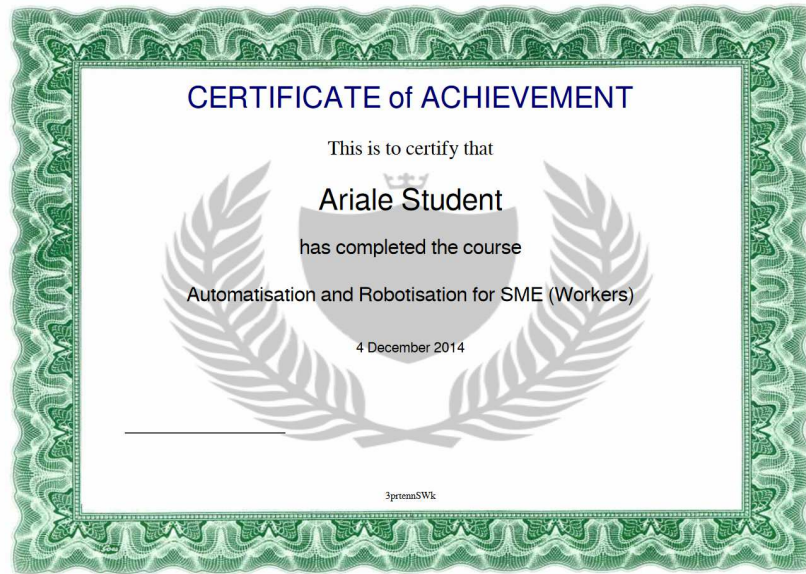 CERTIFICATE of ACHIEVEMENT
This is to certify that
Ariale Student
has completed the course
Automatisation and Robotisation for SME (Workers)
4 December 2014
3prtennSWk